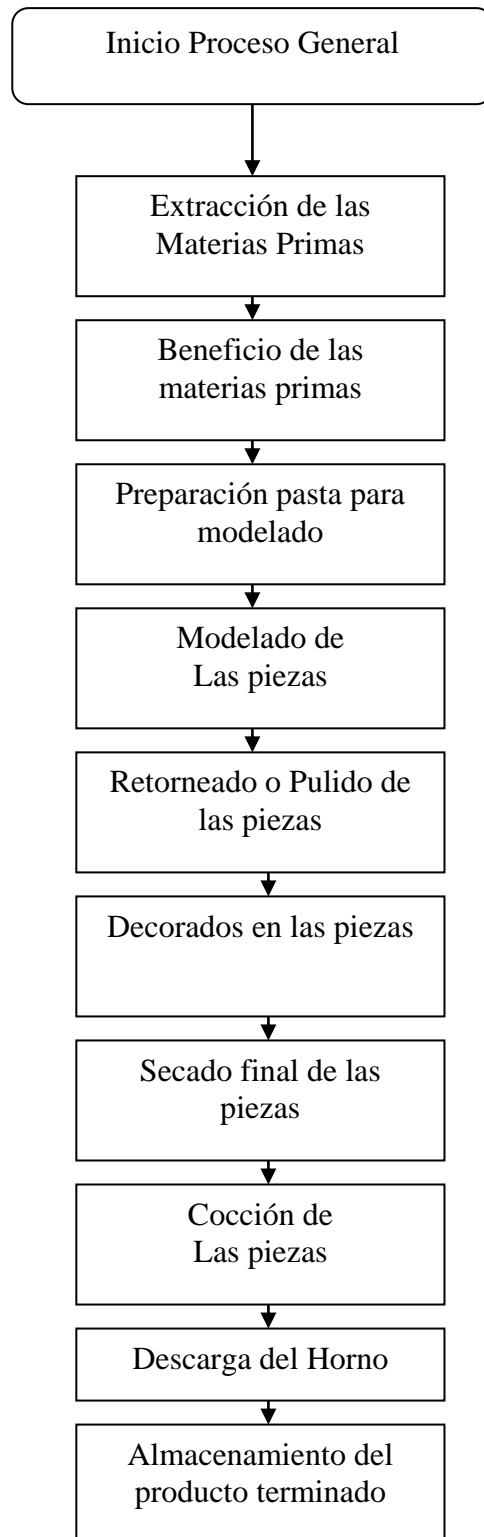 Inicio Proceso General
Extracción de las
Materias Primas
Beneficio de las
materias primas
Preparación pasta para
modelado
Modelado de
Las piezas
Retorneado o Pulido de
las piezas
Decorados en las piezas
Secado final de las
piezas
Cocción de
Las piezas
Descarga del Horno
Almacenamiento del
producto terminado